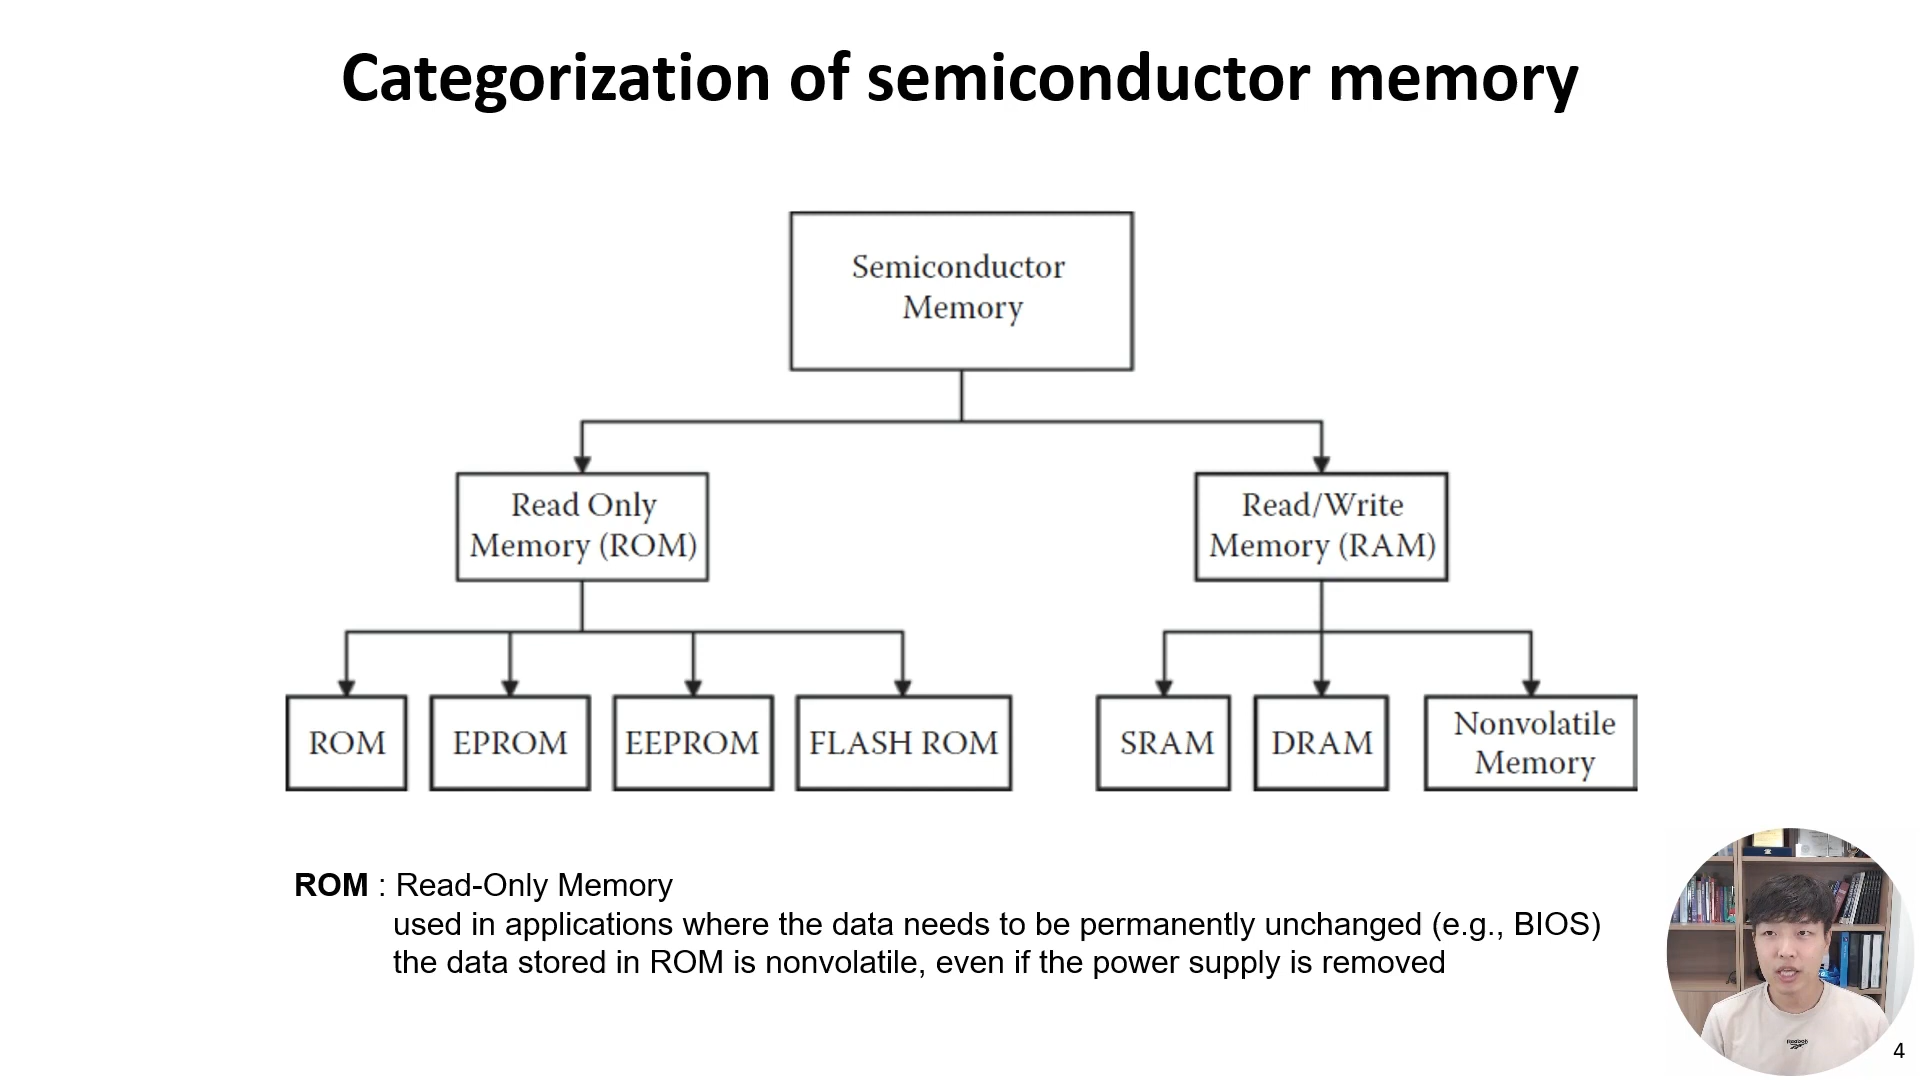 Categorization of semiconductor memory
Semiconductor
Memory
Read Only
Memory (ROM)
Read/Write
Memory (RAM)
ROM
EPROM
EEPROM
FLASH ROM
SRAM
DRAM
Nonvolatile
Memory
ROM : Read-Only Memory
used in applications where the data needs to be permanently unchanged (e.g., BIOS)
the data stored in ROM is nonvolatile, even if the power supply is removed
Reebok
4